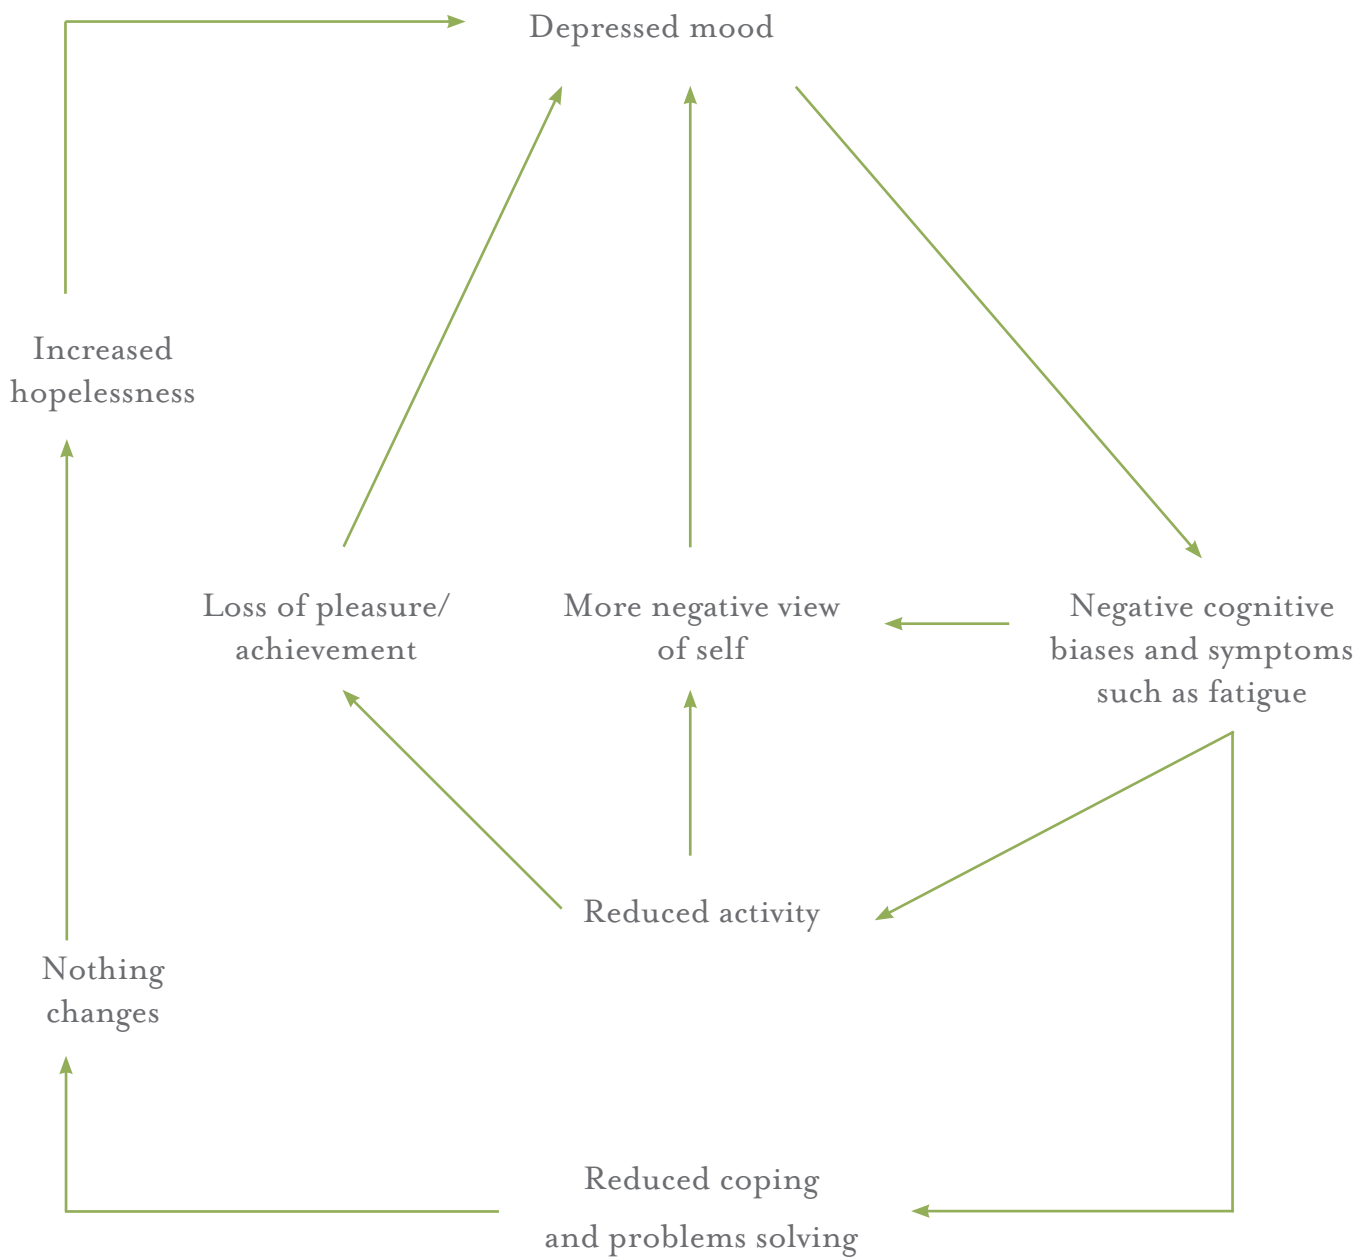 Depressed mood
Increased
hopelessness
Loss of pleasure/
achievement
More negative view
of self
Negative cognitive
biases and symptoms
such as fatigue
Reduced activity
Nothing
changes
Reduced coping
and problems solving